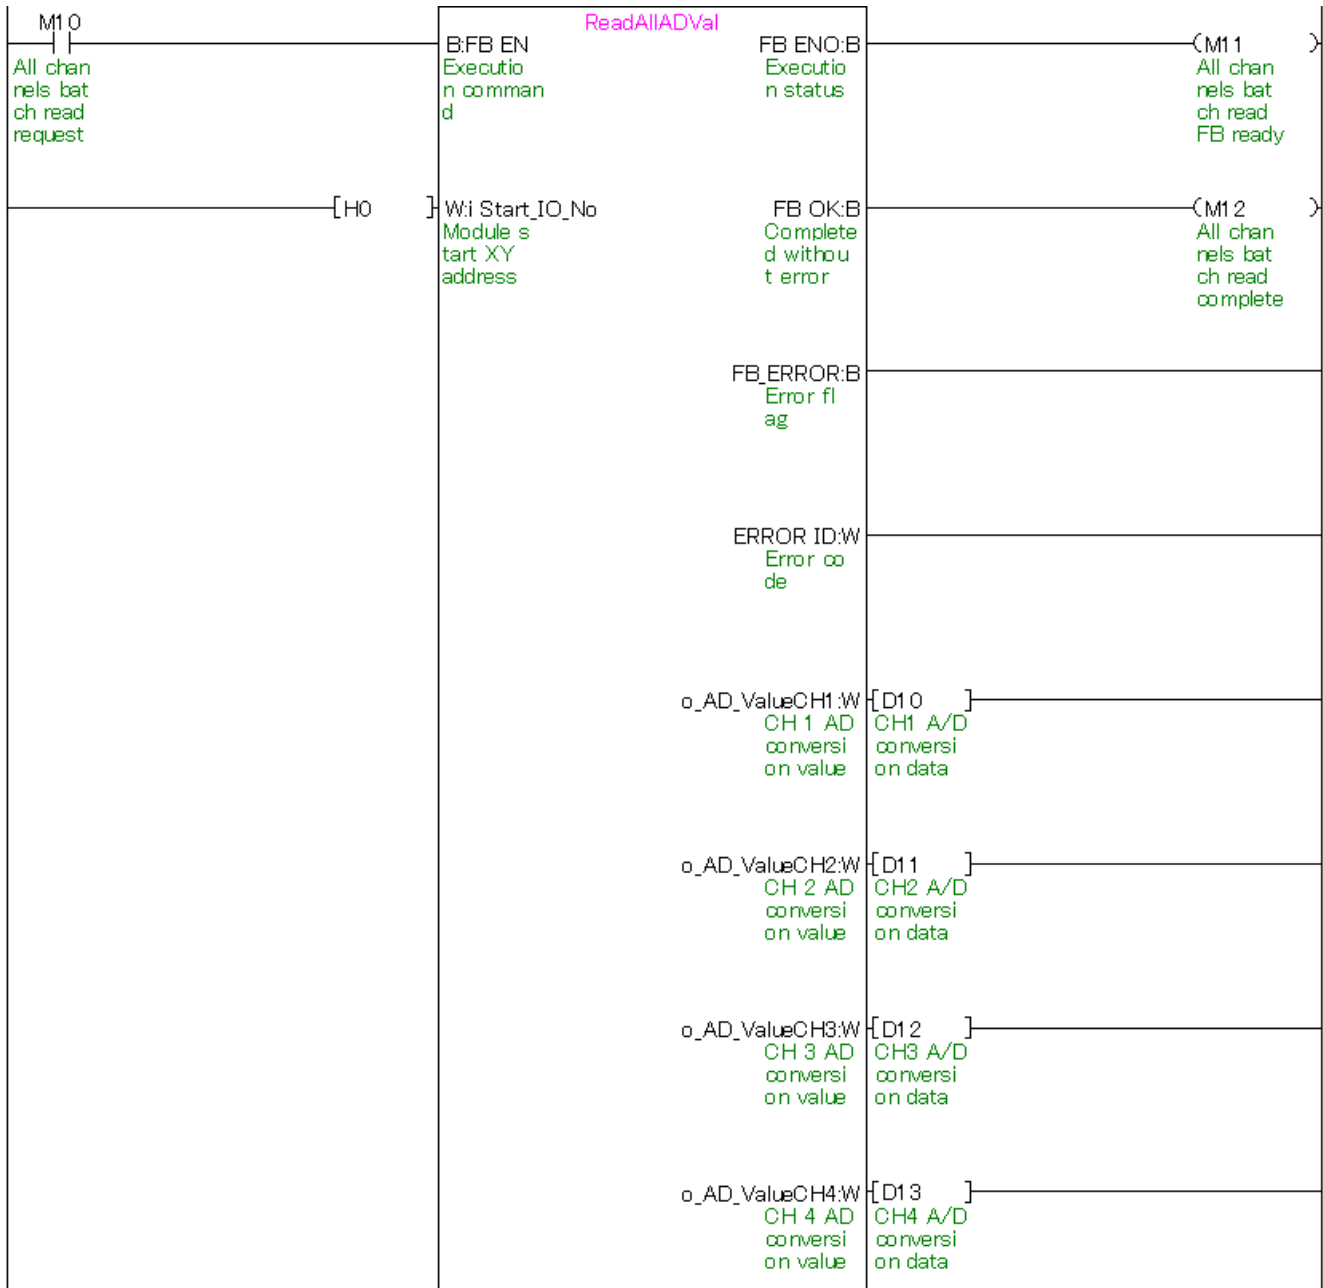 ReadAllADVal
M10
B:FB EN
FB ENO:B
(M11 )
All chan
nels bat
ch read
request
Executio
n comman
d
Executio
n status
All chan
nels bat
ch read
FB ready
[H0 ]
W:i Start_IO_No
FB OK:B
(M12 )
Module s
tart XY
address
Complete
d withou
t error
All chan
nels bat
ch read
complete
FB_ERROR:B
Error fl
ag
ERROR ID:W
Error co
de
o_AD_ValueCH1:W
[D10 ]
CH 1 AD
conversi
on value
CH1 A/D
conversi
on data
o_AD_ValueCH2:W
[D11 ]
CH 2 AD
conversi
on value
CH2 A/D
conversi
on data
o_AD_ValueCH3:W
[D12 ]
CH 3 AD
conversi
on value
CH3 A/D
conversi
on data
o_AD_ValueCH4:W
[D13 ]
CH 4 AD
conversi
on value
CH4 A/D
conversi
on data